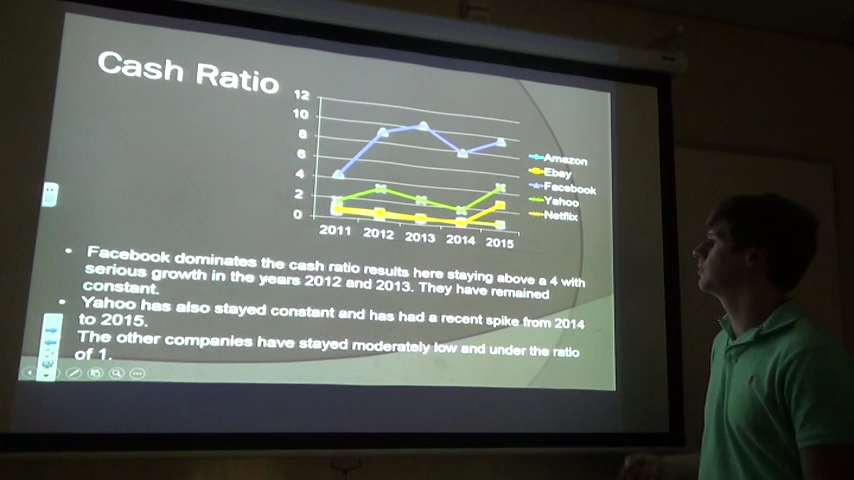 Cash Ratio
12
10
8
6
4
2
0
2011 2012 2013 2014 2015
Amazon
Ebay
Facebook
Yahoo
Netflix
• Facebook dominates the cash ratio results here staying above a 4 with
serious growth in the years 2012 and 2013. They have remained
constant.
• Yahoo has also stayed constant and has had a recent spike from 2014
to 2015.
The other companies have stayed moderately low and under the ratio
of 1.